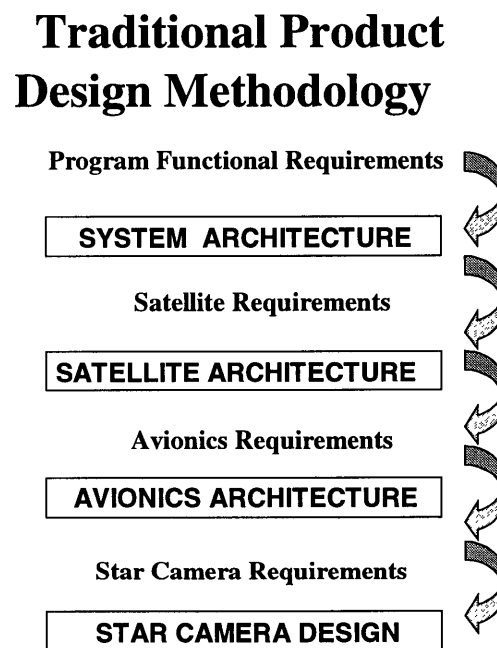 Traditional Product
Design Methodology
Program Functional Requirements
SYSTEM ARCHITECTURE
Satellite Requirements
SATELLITE ARCHITECTURE
Avionics Requirements
AVIONICS ARCHITECTURE
Star Camera Requirements
STAR CAMERA DESIGN